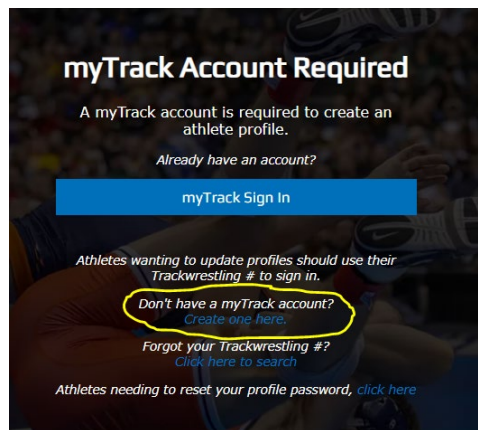 myTrack Account Required
A myTrack account is required to create an
athlete profile.
Already have an account?
myTrack Sign In
Athletes wanting to update profiles should use their
Trackwrestling # to sign in.
Don't have a myTrack account?
Create one here.
Forgot your Trackwrestling #?
Click here to search
Athletes needing to reset your profile password, click here